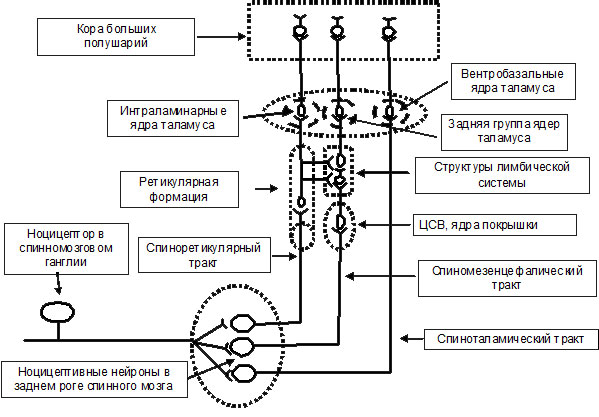 Кора больших
полушарий
Вентробазальные
ядра таламуса
Интраламинарные
ядра таламуса
Задняя группа ядер
таламуса
Ретикулярная
формация
Структуры лимбической
системы
Ноцицептор в
спинномозговом
ганглии
ЦСВ, ядра покрышки
Спиноретикулярный
тракт
Спиномезенцефалический
тракт
Спиноталамический тракт
Ноцицептивные нейроны в
заднем роге спинного мозга